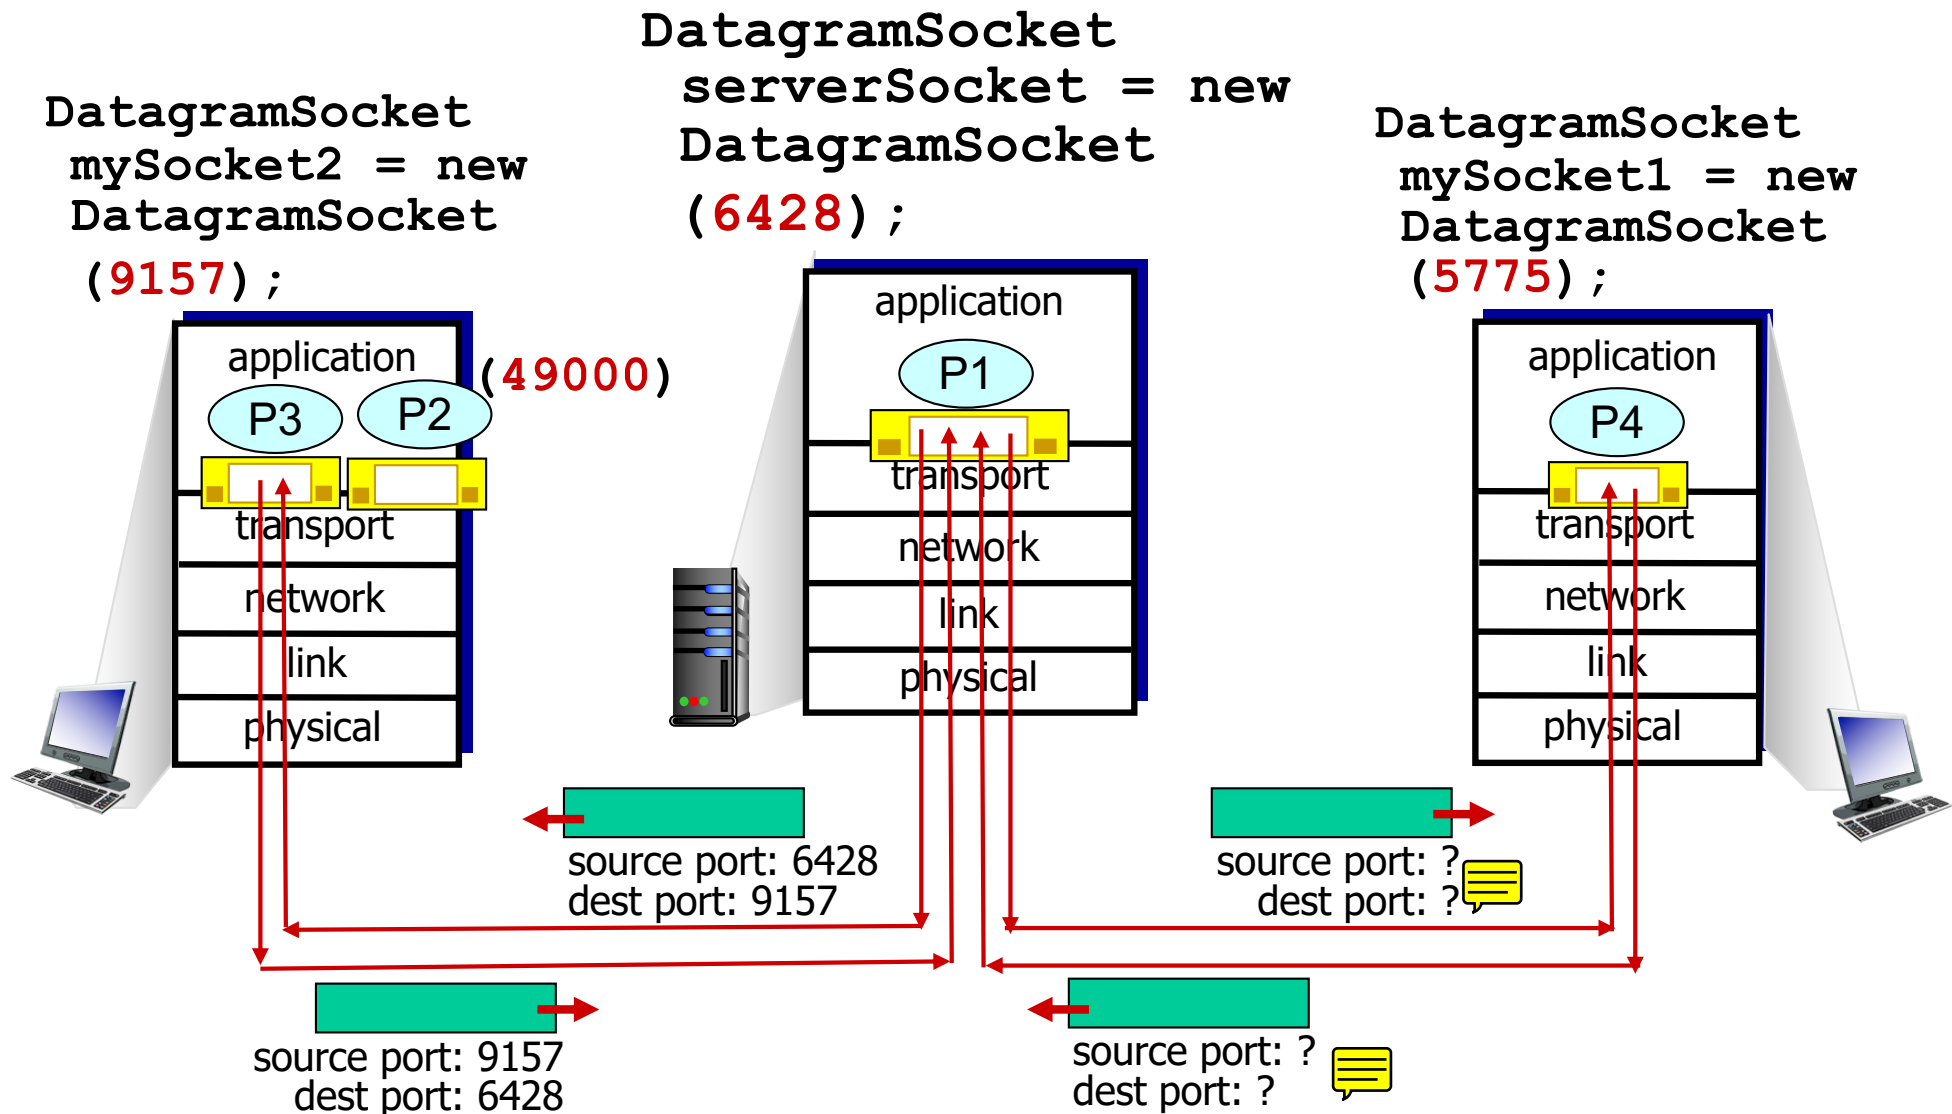 DatagramSocket
serverSocket = new
DatagramSocket
(6428);
DatagramSocket
mySocket2 = new
DatagramSocket
(9157);
DatagramSocket
mySocket1 = new
DatagramSocket
(5775);
application
(49000)
P3
P2
transport
network
link
physical
application
P1
transport
network
link
physical
application
P4
transport
network
link
physical
source port: 6428
dest port: 9157
source port: ?
dest port: ?
source port: 9157
dest port: 6428
source port: ?
dest port: ?